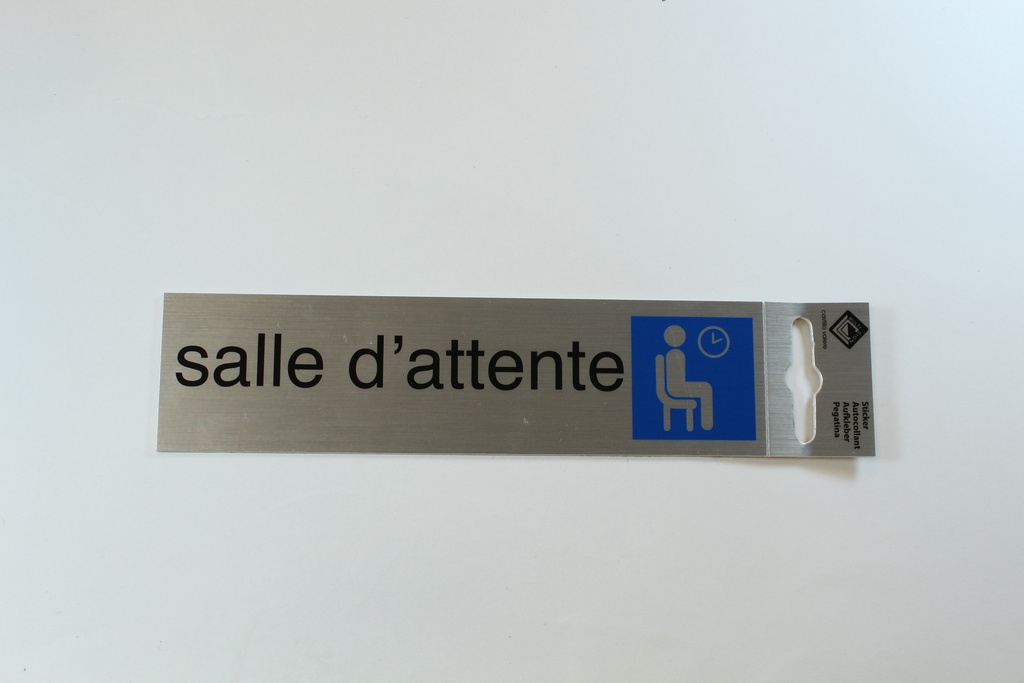 salle d’attente
Sticker
Autocollant
Aufkleber
Pegatina